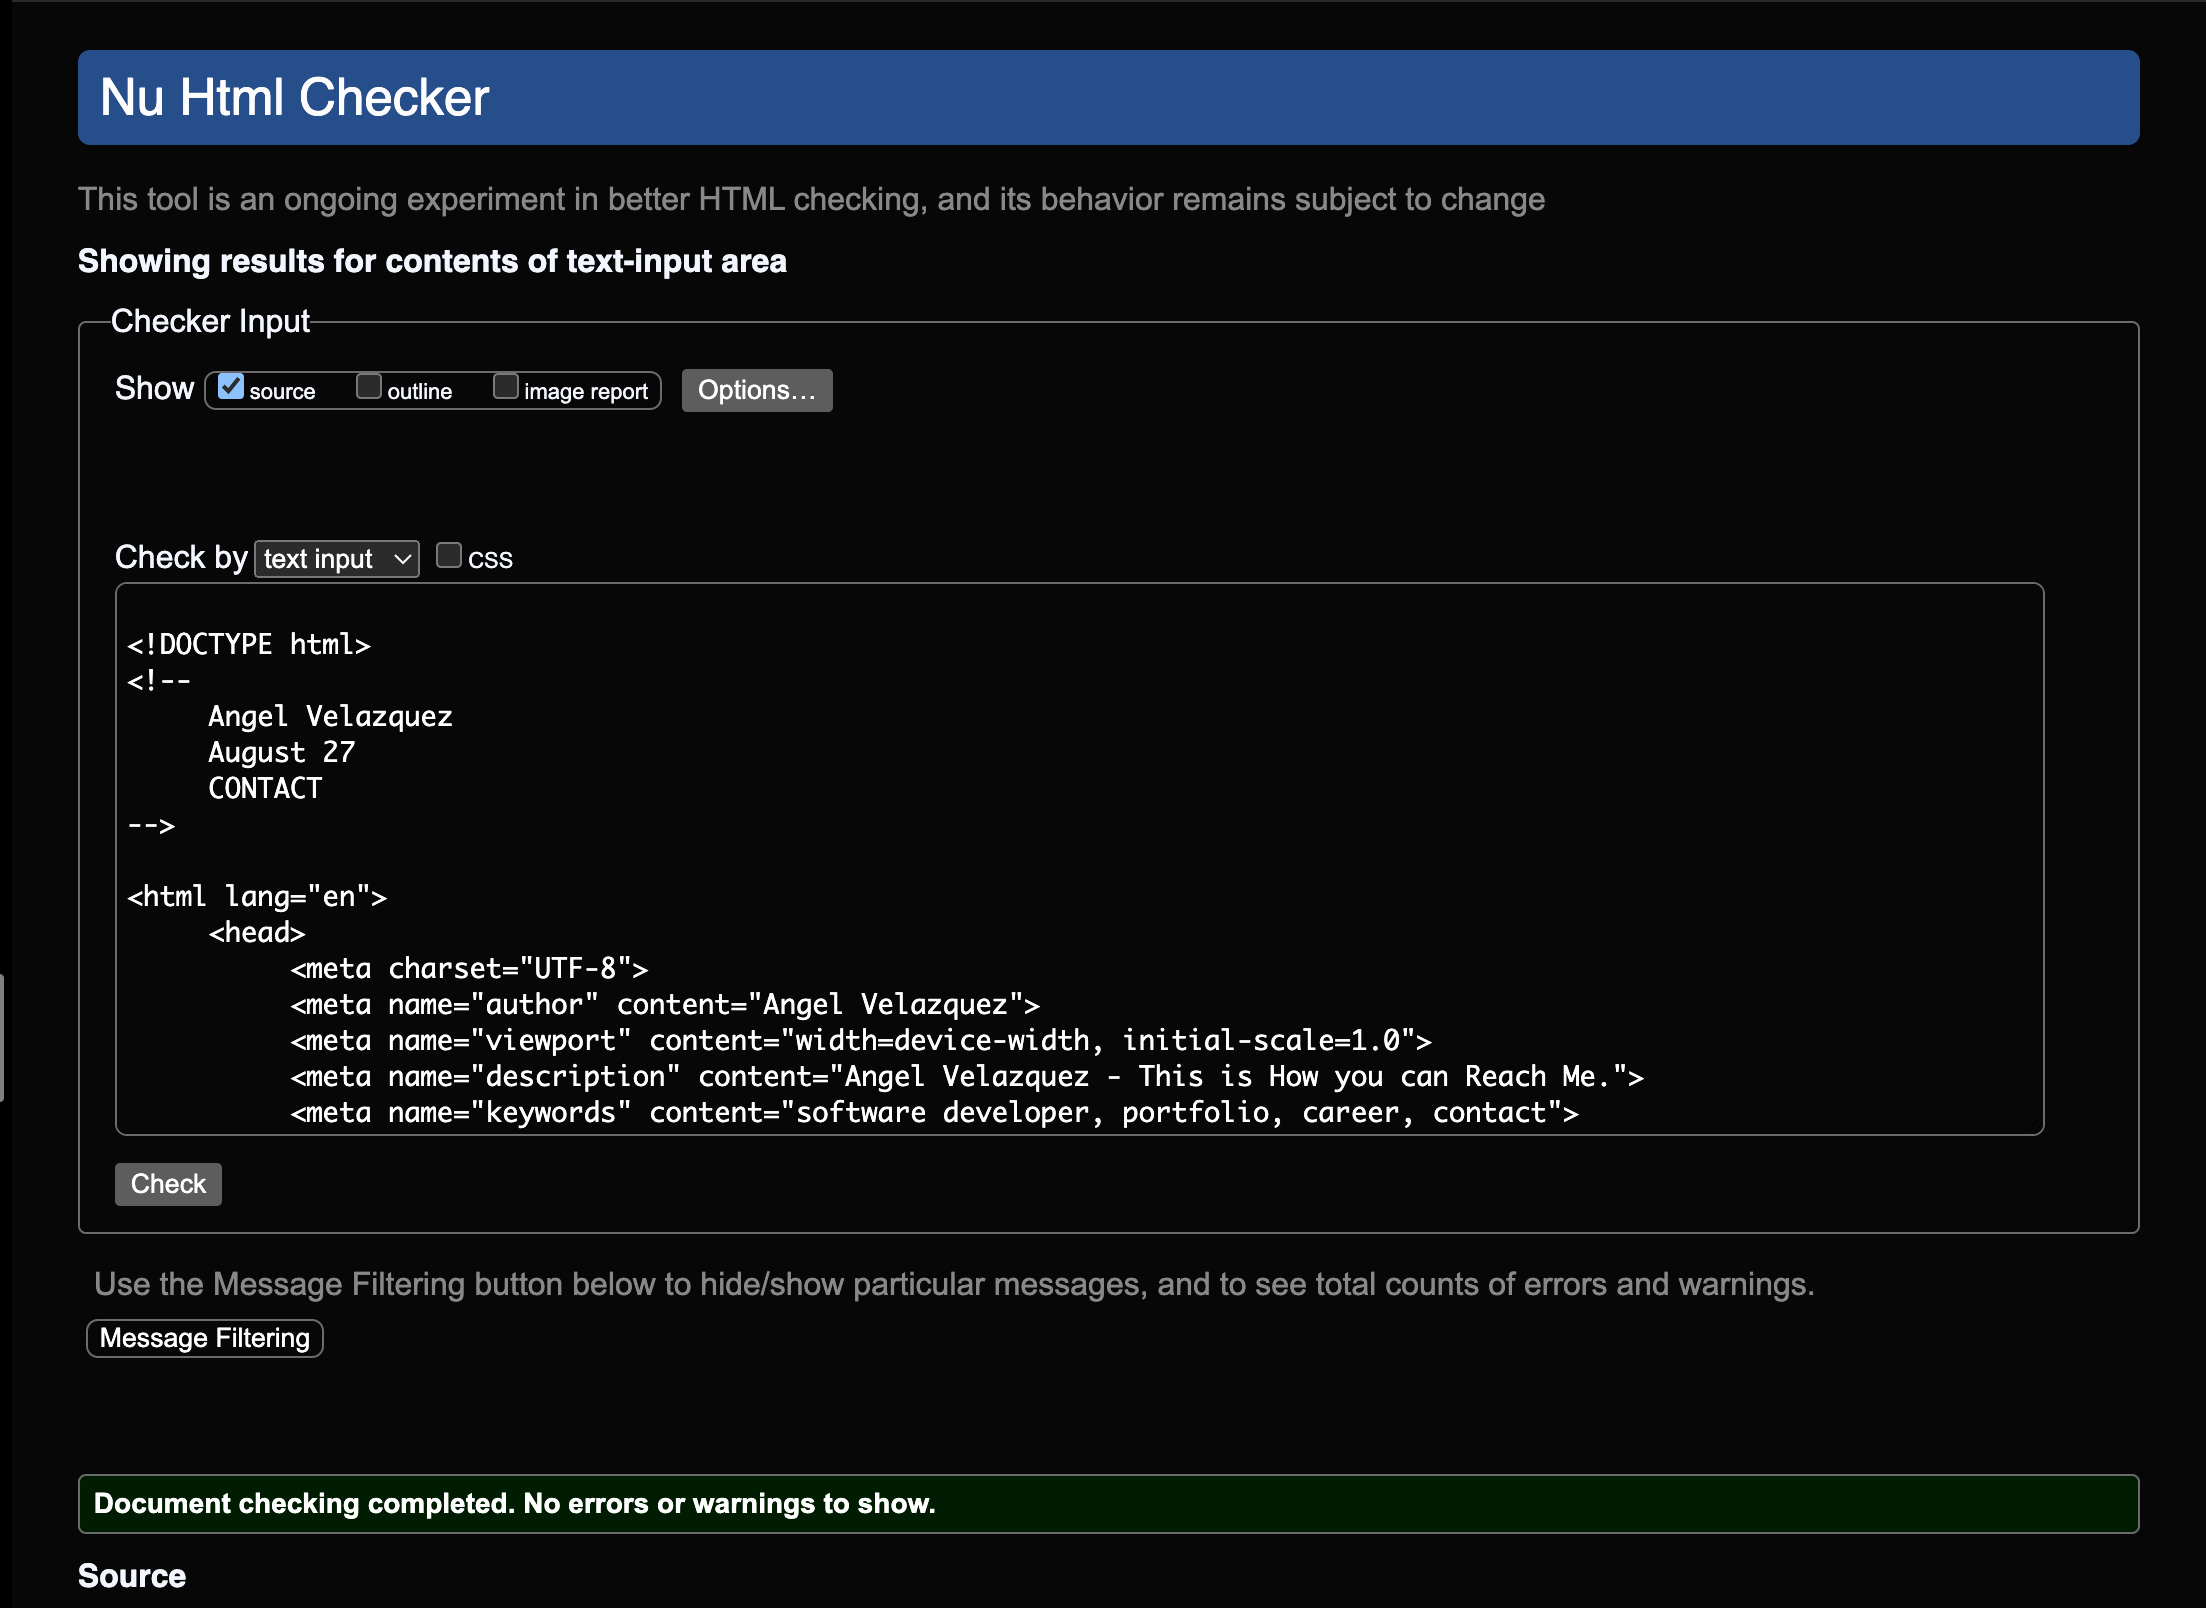 Nu Html Checker
This tool is an ongoing experiment in better HTML checking, and its behavior remains subject to change
Showing results for contents of text-input area
Checker Input
Show source outline image report Options...
Check by text input css
<!DOCTYPE html>
<!--
Angel Velazquez
August 27
CONTACT
-->
<html lang="en">
<head>
<meta charset="UTF-8">
<meta name="author" content="Angel Velazquez">
<meta name="viewport" content="width=device-width, initial-scale=1.0">
<meta name="description" content="Angel Velazquez - This is How you can Reach Me.">
<meta name="keywords" content="software developer, portfolio, career, contact">
Check
Use the Message Filtering button below to hide/show particular messages, and to see total counts of errors and warnings.
Message Filtering
Document checking completed. No errors or warnings to show.
Source